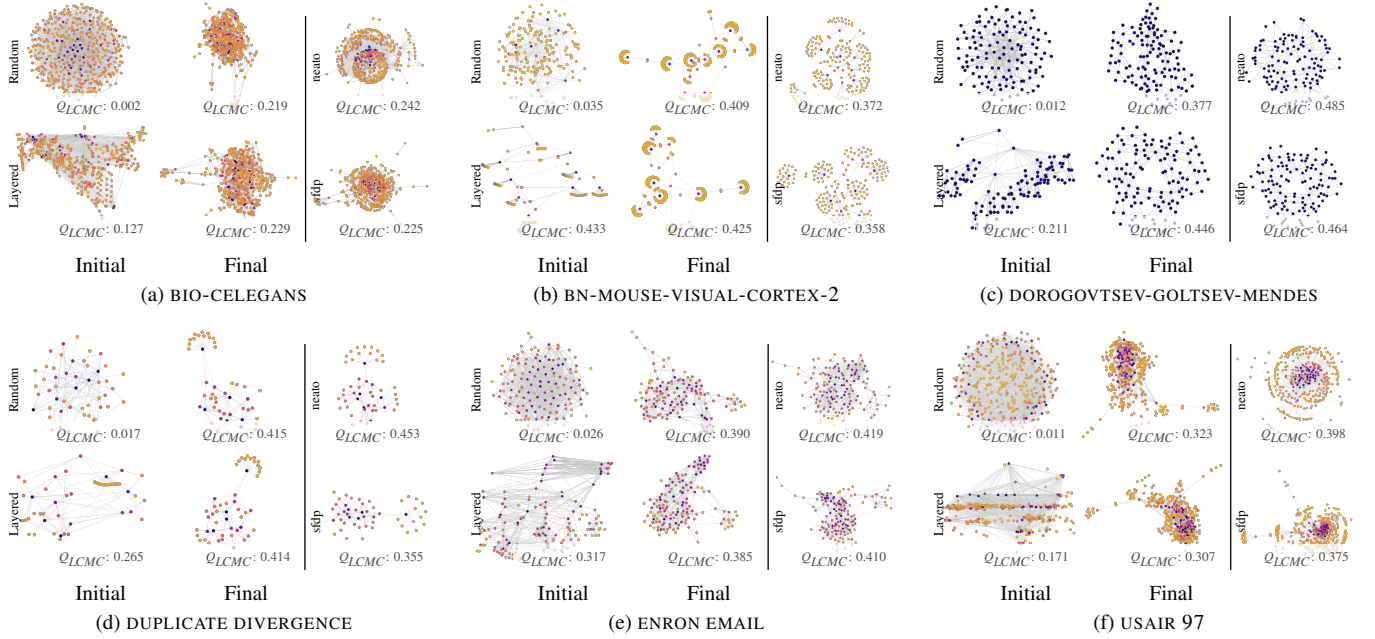 Random
neato
Q_LCMC: 0.002
Q_LCMC: 0.219
Q_LCMC: 0.242
Layered
sfdp
Q_LCMC: 0.127
Q_LCMC: 0.229
Q_LCMC: 0.225
Initial
Final
(a) BIO-CELEGANS
Random
neato
Q_LCMC: 0.035
Q_LCMC: 0.409
Q_LCMC: 0.372
Layered
sfdp
Q_LCMC: 0.433
Q_LCMC: 0.425
Q_LCMC: 0.358
Initial
Final
(b) BN-MOUSE-VISUAL-CORTEX-2
Random
neato
Q_LCMC: 0.012
Q_LCMC: 0.377
Q_LCMC: 0.485
Layered
sfdp
Q_LCMC: 0.211
Q_LCMC: 0.446
Q_LCMC: 0.464
Initial
Final
(c) DOROGOVTSEV-GOLTSEV-MENDES
Random
neato
Q_LCMC: 0.017
Q_LCMC: 0.415
Q_LCMC: 0.453
Layered
sfdp
Q_LCMC: 0.265
Q_LCMC: 0.414
Q_LCMC: 0.355
Initial
Final
(d) DUPLICATE DIVERGENCE
Random
neato
Q_LCMC: 0.026
Q_LCMC: 0.390
Q_LCMC: 0.419
Layered
sfdp
Q_LCMC: 0.317
Q_LCMC: 0.385
Q_LCMC: 0.410
Initial
Final
(e) ENRON EMAIL
Random
neato
Q_LCMC: 0.011
Q_LCMC: 0.323
Q_LCMC: 0.398
Layered
sfdp
Q_LCMC: 0.171
Q_LCMC: 0.307
Q_LCMC: 0.375
Initial
Final
(f) USAIR 97